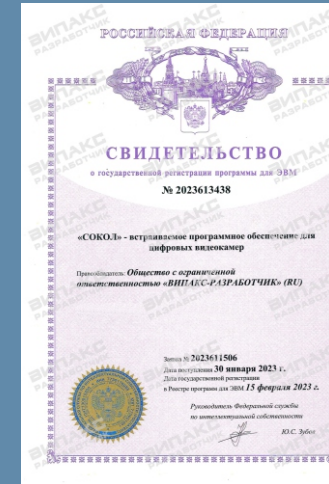 РОССИЙСКАЯ ФЕДЕРАЦИЯ
СВИДЕТЕЛЬСТВО
о государственной регистрации программы для ЭВМ
№ 2023613438
«СОКОЛ» - встраиваемое программное обеспечение для
цифровых видеокамер
Правообладатель: Общество с ограниченной
ответственностью «ВИПАКС-РАЗРАБОТЧИК» (RU)
Заявка № 2023611506
Дата поступления 30 января 2023 г.
Дата государственной регистрации
в Реестре программ для ЭВМ 15 февраля 2023 г.
Руководитель Федеральной службы
по интеллектуальной собственности
Ю.С. Зубов